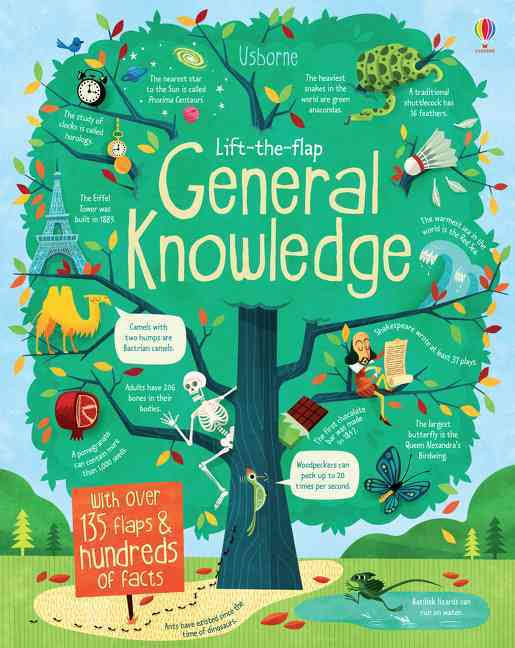 Usborne
USBORNE
The nearest star
to the Sun is called
Proxima Centauri.
The heaviest
snakes in the
world are green
anacondas.
A traditional
shuttlecock has
16 feathers.
The study of
clocks is called
horology.
Lift-the-flap
General
Knowledge
The Eiffel
Tower was
built in 1889.
The warmest sea in the
world is the Red Sea.
Camels with
two humps are
Bactrian camels.
Shakespeare wrote at least 37 plays.
Adults have 206
bones in their
bodies.
The first chocolate
bar was made
in 1847.
The largest
butterfly is the
Queen Alexandra's
Birdwing.
A pomegranate
can contain more
than 1,000 seeds.
Woodpeckers can
peck up to 20
times per second.
With over
135 flaps &
hundreds
of facts
Basilisk lizards can
run on water.
Ants have existed since the
time of dinosaurs.